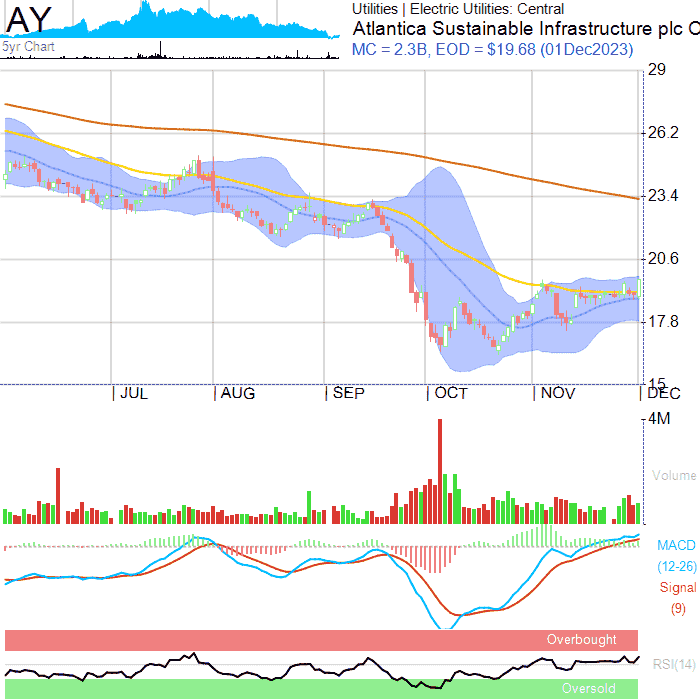 AY
Utilities | Electric Utilities: Central
Atlantica Sustainable Infrastructure plc O
MC = 2.3B, EOD = $19.68 (01Dec2023)
5yr Chart
29
26.2
23.4
20.6
17.8
15
JUL AUG SEP OCT NOV DEC
4M
Volume
MACD
(12-26)
Signal
(9)
Overbought
RSI(14)
Oversold